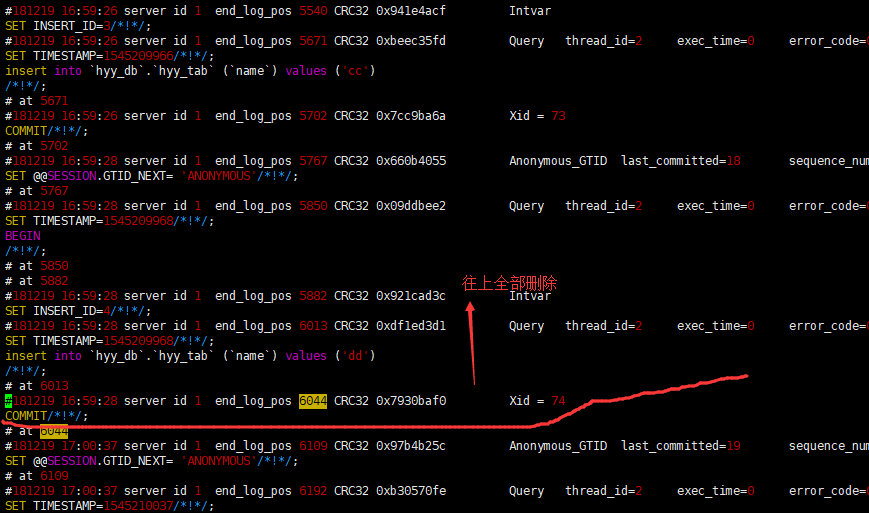 #181219 16:59:26 server id 1  end_log_pos 5540 CRC32 0x941e4acf         Intvar
SET INSERT_ID=3/*!*/;
#181219 16:59:26 server id 1  end_log_pos 5671 CRC32 0xbeec35fd         Query   thread_id=2     exec_time=0     error_code=
SET TIMESTAMP=1545209966/*!*/;
insert into `hyy_db`.`hyy_tab` (`name`) values ('cc')
/*!*/;
# at 5671
#181219 16:59:26 server id 1  end_log_pos 5702 CRC32 0x7cc9ba6a         Xid = 73
COMMIT/*!*/;
# at 5702
#181219 16:59:28 server id 1  end_log_pos 5767 CRC32 0x660b4055         Anonymous_GTID  last_committed=18       sequence_num
SET @@SESSION.GTID_NEXT= 'ANONYMOUS'/*!*/;
# at 5767
#181219 16:59:28 server id 1  end_log_pos 5850 CRC32 0x09ddbee2         Query   thread_id=2     exec_time=0     error_code=0
SET TIMESTAMP=1545209968/*!*/;
BEGIN
/*!*/;
# at 5850
# at 5882
往上全部删除
#181219 16:59:28 server id 1  end_log_pos 5882 CRC32 0x921cad3c         Intvar
SET INSERT_ID=4/*!*/;
#181219 16:59:28 server id 1  end_log_pos 6013 CRC32 0xdf1ed3d1         Query   thread_id=2     exec_time=0     error_code=0
SET TIMESTAMP=1545209968/*!*/;
insert into `hyy_db`.`hyy_tab` (`name`) values ('dd')
/*!*/;
# at 6013
#181219 16:59:28 server id 1  end_log_pos 6044 CRC32 0x7930baf0         Xid = 74
COMMIT/*!*/;
# at 6044
#181219 17:00:37 server id 1  end_log_pos 6109 CRC32 0x97b4b25c         Anonymous_GTID  last_committed=19       sequence_num
SET @@SESSION.GTID_NEXT= 'ANONYMOUS'/*!*/;
# at 6109
#181219 17:00:37 server id 1  end_log_pos 6192 CRC32 0xb30570fe         Query   thread_id=2     exec_time=0     error_code=0
SET TIMESTAMP=1545210037/*!*/;